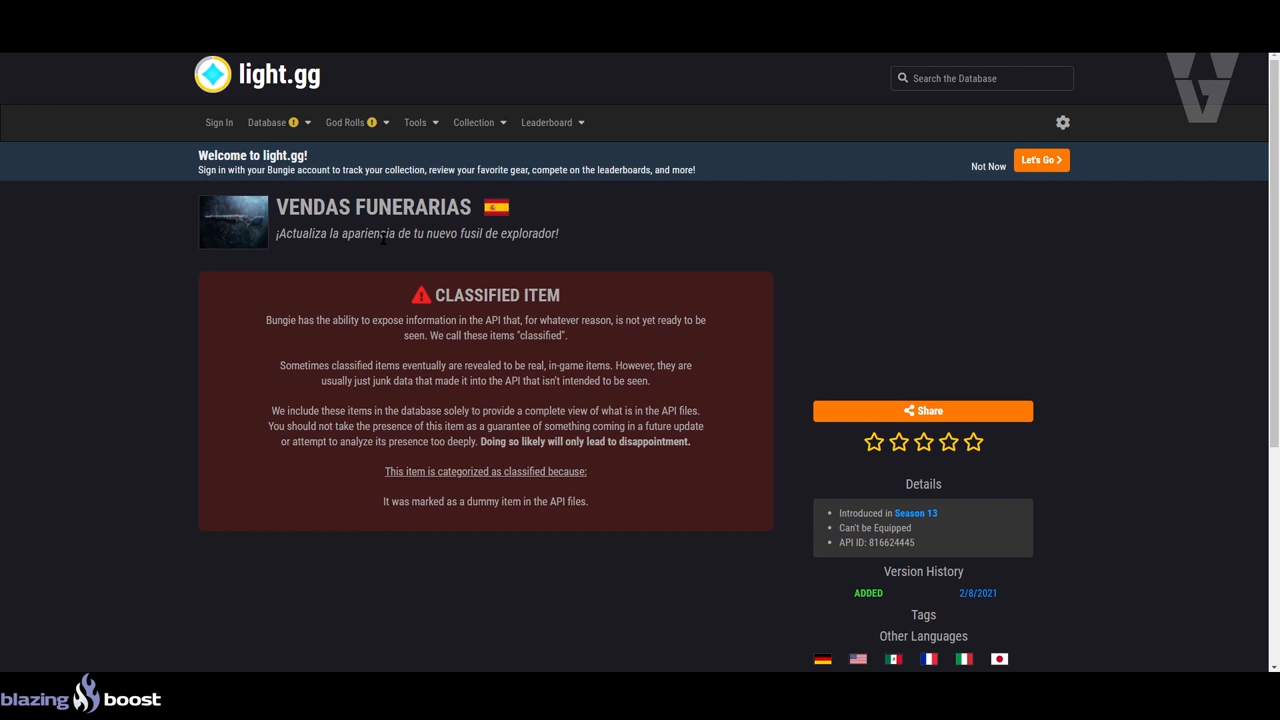 light.gg
Search the Database
WG
Sign In Database ! God Rolls ! Tools Collection Leaderboard
Welcome to light.gg!
Sign in with your Bungie account to track your collection, review your favorite gear, compete on the leaderboards, and more!
Not Now
Let's Go
VENDAS FUNERARIAS
¡Actualiza la apariencia de tu nuevo fusil de explorador!
CLASSIFIED ITEM
Bungie has the ability to expose information in the API that, for whatever reason, is not yet ready to be
seen. We call these items "classified".
Sometimes classified items eventually are revealed to be real, in-game items. However, they are
usually just junk data that made it into the API that isn't intended to be seen.
We include these items in the database solely to provide a complete view of what is in the API files.
You should not take the presence of this item as a guarantee of something coming in a future update
or attempt to analyze its presence too deeply. Doing so likely will only lead to disappointment.
This item is categorized as classified because:
It was marked as a dummy item in the API files.
Share
Details
Introduced in Season 13
Can't be Equipped
API ID: 816624445
Version History
ADDED 2/8/2021
Tags
Other Languages
blazing boost